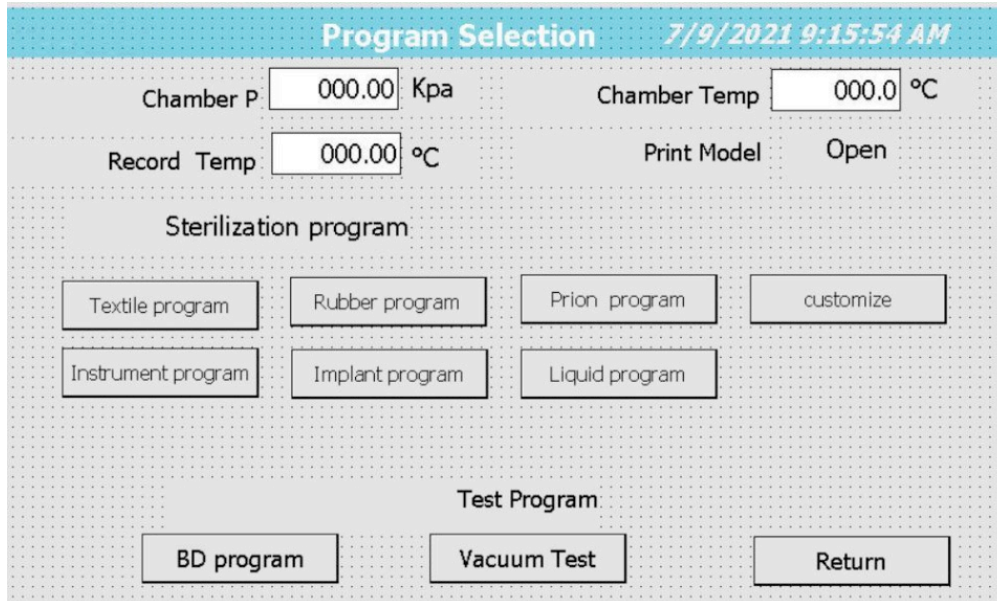 Program Selection 7/9/2021 9:15:54 AM
Chamber P 000.00 Kpa Chamber Temp 000.0 °C
Record Temp 000.00 °C Print Model Open
Sterilization program
Textile program Rubber program Prion program customize
Instrument program Implant program Liquid program
Test Program
BD program Vacuum Test Return